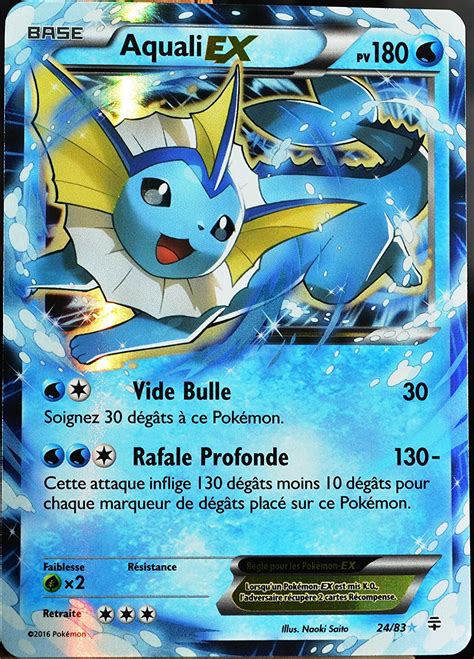 BASE
Aquali EX
PV 180
Vide Bulle 30
Soignez 30 dégâts à ce Pokémon.
Rafale Profonde 130-
Cette attaque inflige 130 dégâts moins 10 dégâts pour
chaque marqueur de dégâts placé sur ce Pokémon.
Faiblesse
Résistance
×2
Retraite
Règle pour les Pokémon-EX
Lorsqu'un Pokémon-EX est mis K.O.,
l'adversaire récupère 2 cartes Récompense.
©2016 Pokémon
Illus. Naoki Saito
24/83